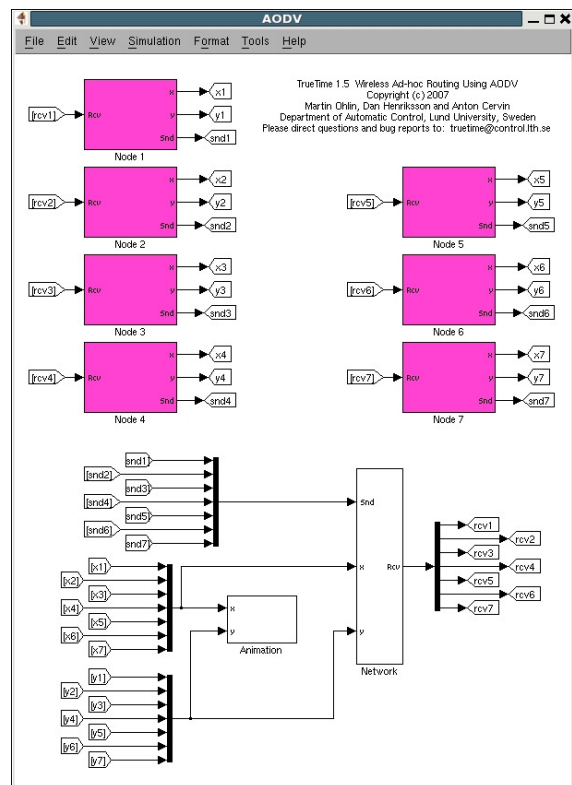 AODV
File Edit View Simulation Format Tools Help
TrueTime 1.5 Wireless Ad-hoc Routing Using AODV
Copyright (c) 2007
Martin Ohlin, Dan Henriksson and Anton Cervin
Department of Automatic Control, Lund University, Sweden
Please direct questions and bug reports to: truetime@control.lth.se
[rcv1] Rcv x y Snd x1 y1 snd1
Node 1
[rcv2] Rcv x y Snd x2 y2 snd2
Node 2
[rcv3] Rcv x y Snd x3 y3 snd3
Node 3
[rcv4] Rcv x y Snd x4 y4 snd4
Node 4
[rcv5] Rcv x y Snd x5 y5 snd5
Node 5
[rcv6] Rcv x y Snd x6 y6 snd6
Node 6
[rcv7] Rcv x y Snd x7 y7 snd7
Node 7
snd1
[snd2]
snd3
[snd4]
snd5
[snd6]
snd7
[x1]
[x2]
[x3]
[x4]
[x5]
[x6]
[x7]
[y1]
[y2]
[y3]
[y4]
[y5]
[y6]
[y7]
x
y
Animation
Snd
x
y
Rcv
Network
rcv1
rcv2
rcv3
rcv4
rcv5
rcv6
rcv7